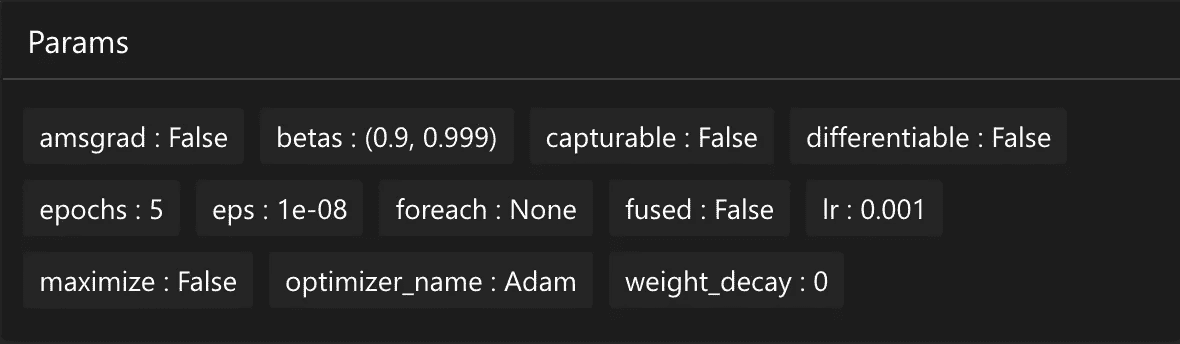 Params
amsgrad : False betas : (0.9, 0.999) capturable : False differentiable : False
epochs : 5 eps : 1e-08 foreach : None fused : False lr : 0.001
maximize : False optimizer_name : Adam weight_decay : 0